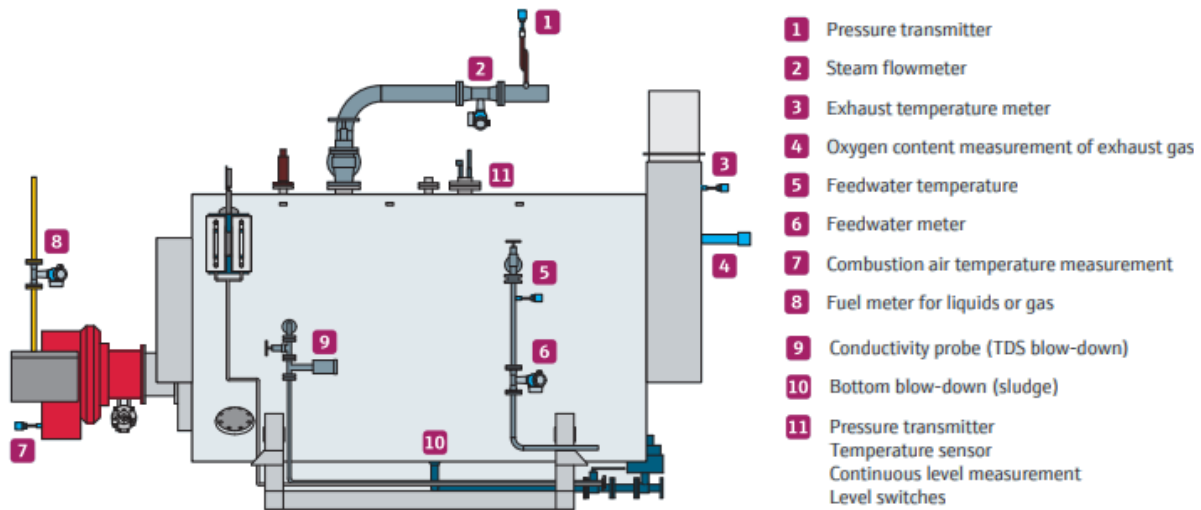 1
2
11
3
4
8
5
9
6
7
10
1 Pressure transmitter
2 Steam flowmeter
3 Exhaust temperature meter
4 Oxygen content measurement of exhaust gas
5 Feedwater temperature
6 Feedwater meter
7 Combustion air temperature measurement
8 Fuel meter for liquids or gas
9 Conductivity probe (TDS blow-down)
10 Bottom blow-down (sludge)
11 Pressure transmitter
Temperature sensor
Continuous level measurement
Level switches